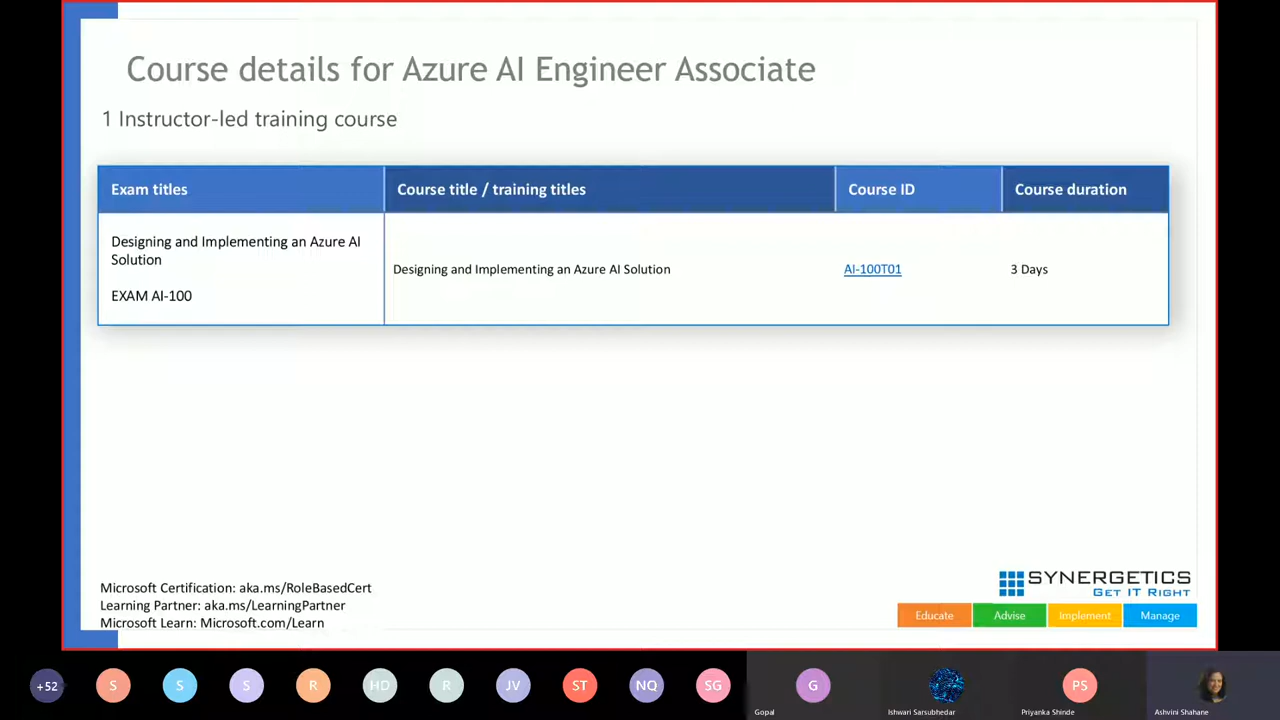 Course details for Azure AI Engineer Associate
1 Instructor-led training course
Exam titles
Course title / training titles
Course ID
Course duration
Designing and Implementing an Azure AI
Solution
EXAM AI-100
Designing and Implementing an Azure AI Solution
AI-100T01
3 Days
Microsoft Certification: aka.ms/RoleBasedCert
Learning Partner: aka.ms/LearningPartner
Microsoft Learn: Microsoft.com/Learn
SYNERGETICS
GET IT RIGHT
Educate
Advise
Implement
Manage
+52
S
S
S
R
HD
R
JV
ST
NQ
SG
G
PS
Gopal
Ishwari Sarsubhedar
Priyanka Shinde
Ashvini Shahane